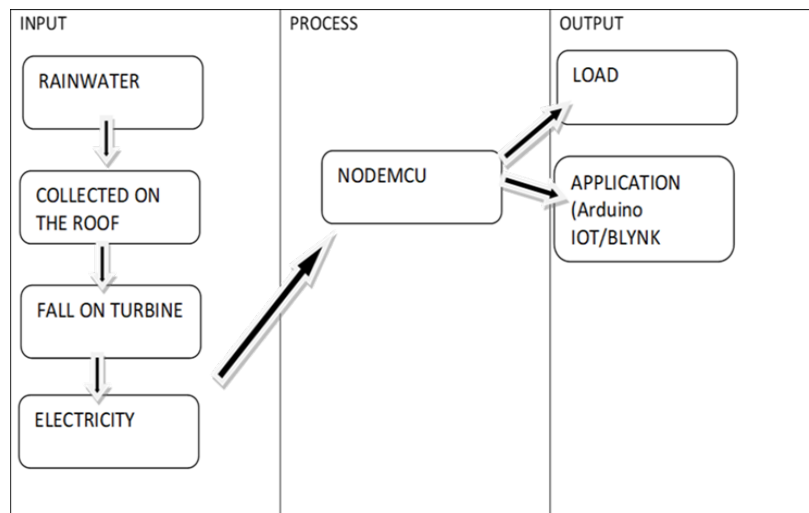 INPUT
RAINWATER
COLLECTED ON
THE ROOF
FALL ON TURBINE
ELECTRICITY
PROCESS
NODEMCU
OUTPUT
LOAD
APPLICATION
(Arduino
IOT/BLYNK